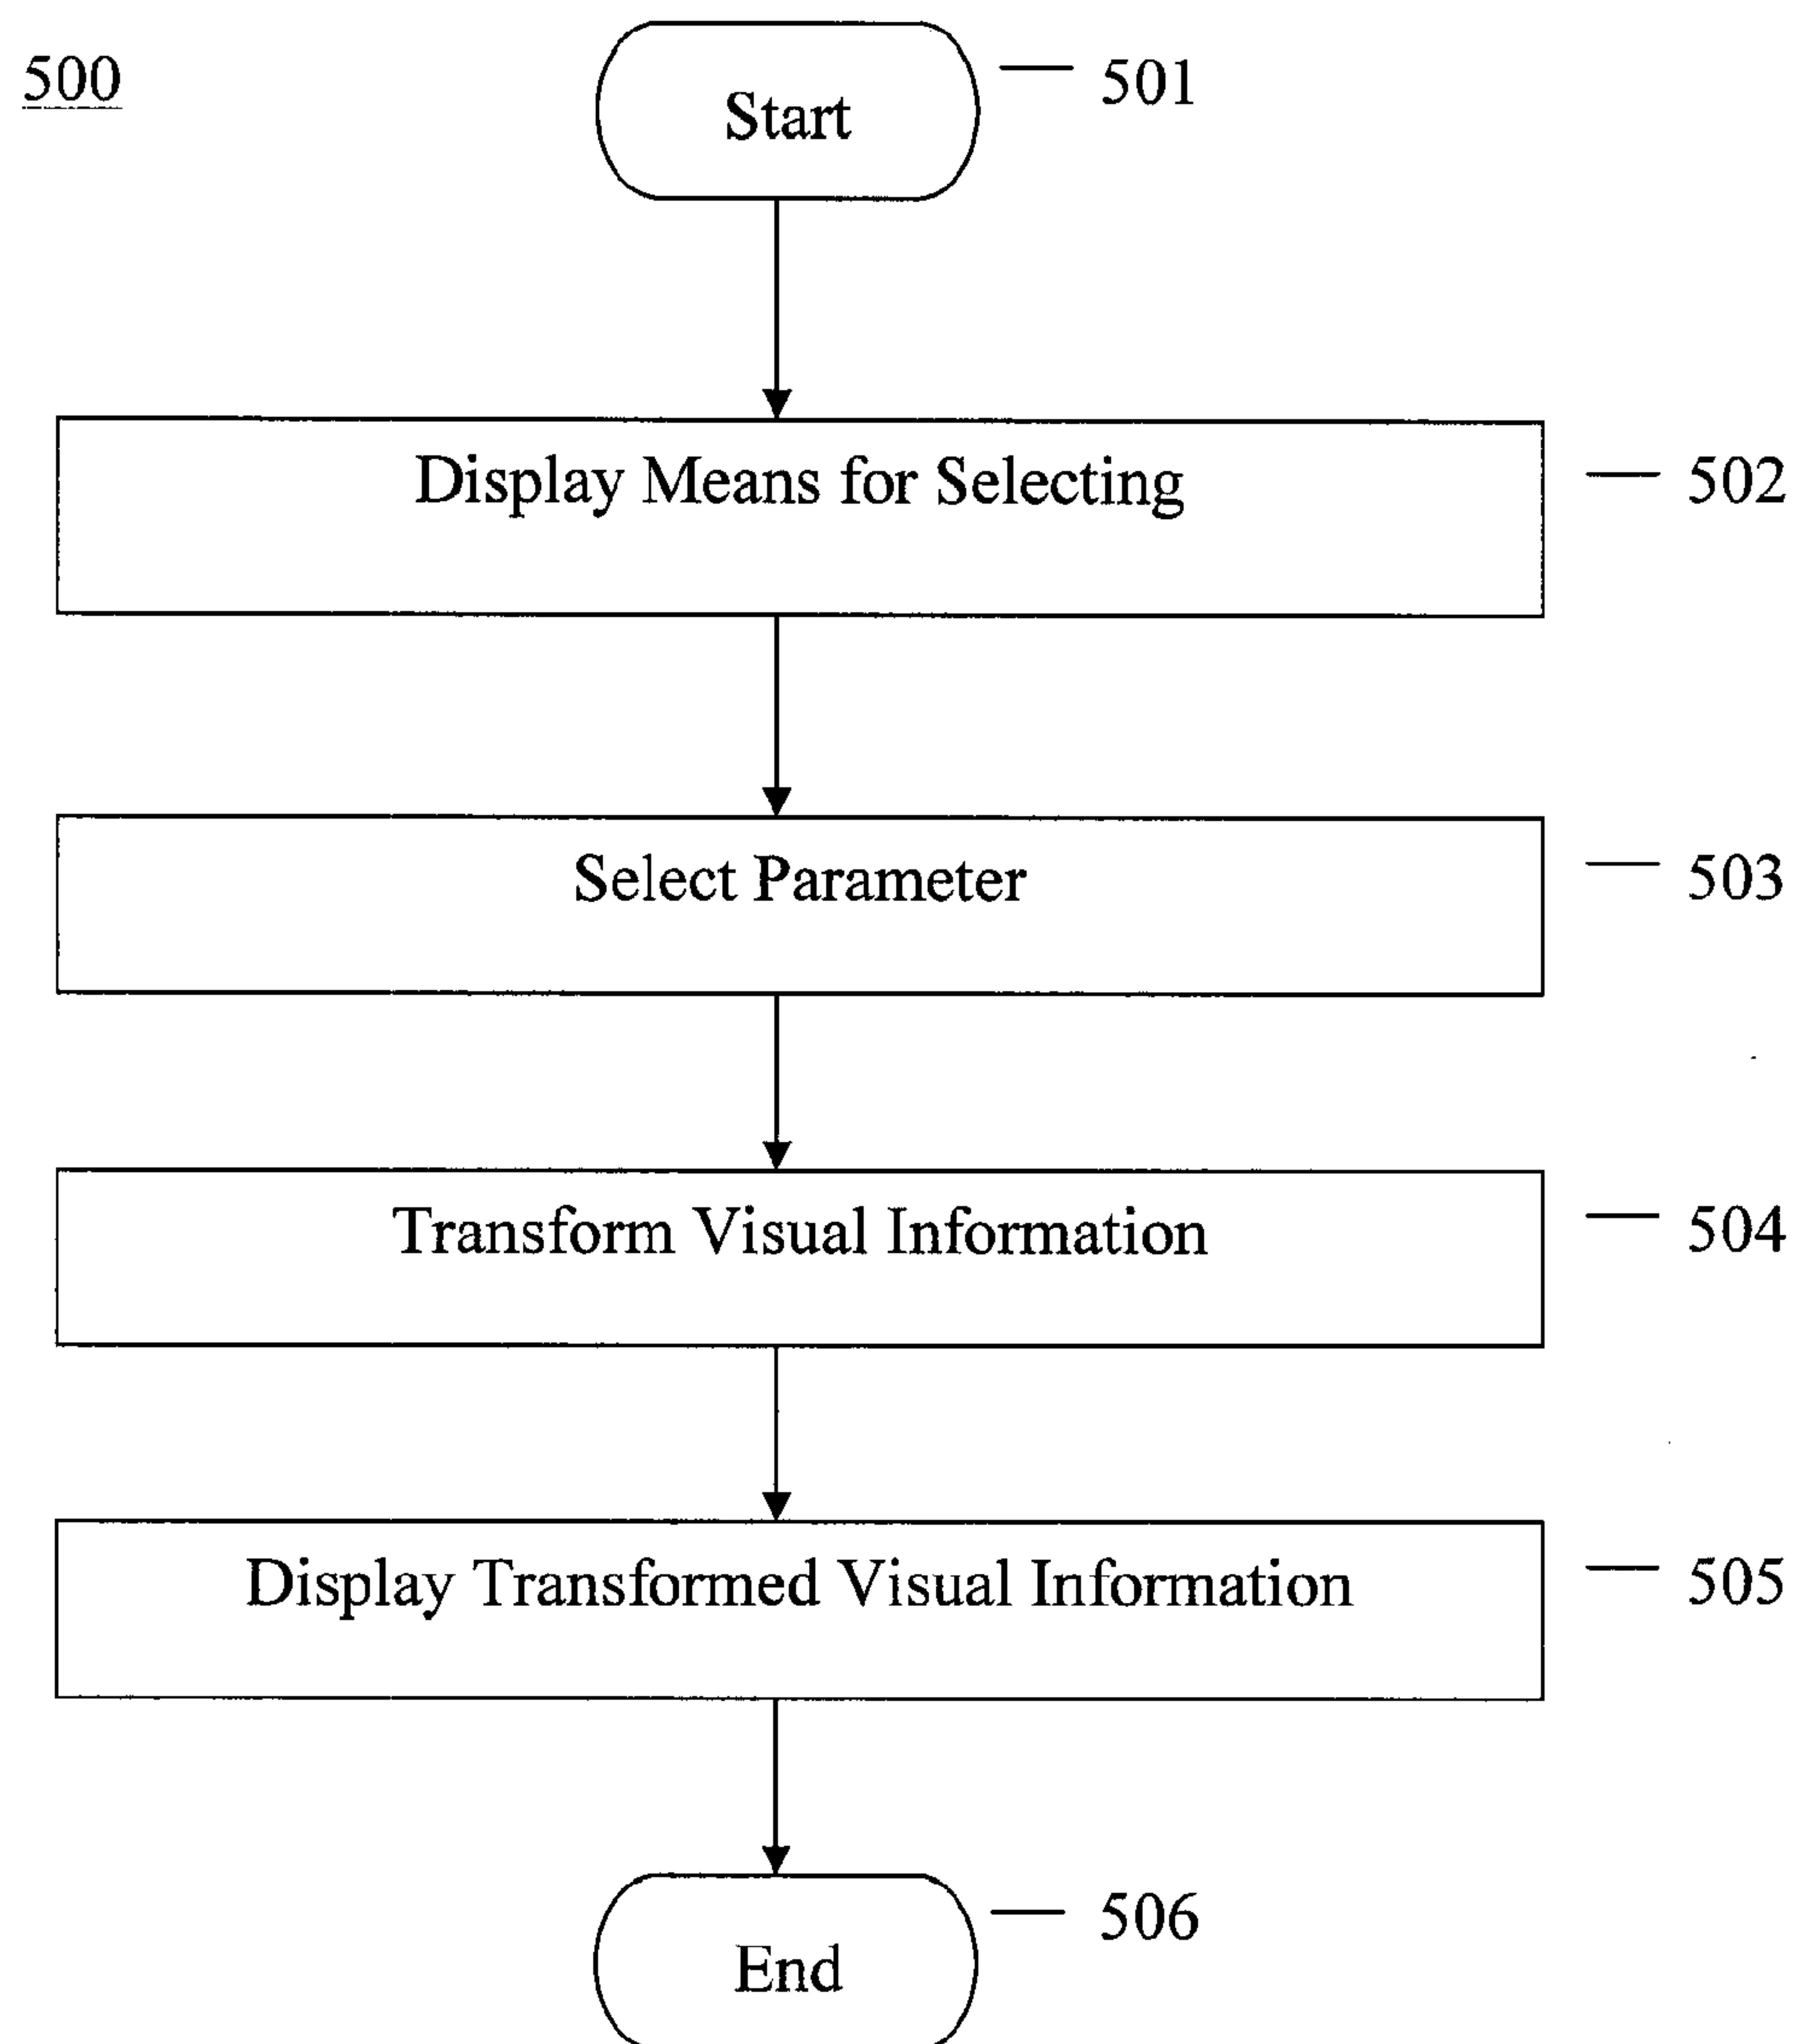 500
Start
501
Display Means for Selecting
502
Select Parameter
503
Transform Visual Information
504
Display Transformed Visual Information
505
End
506